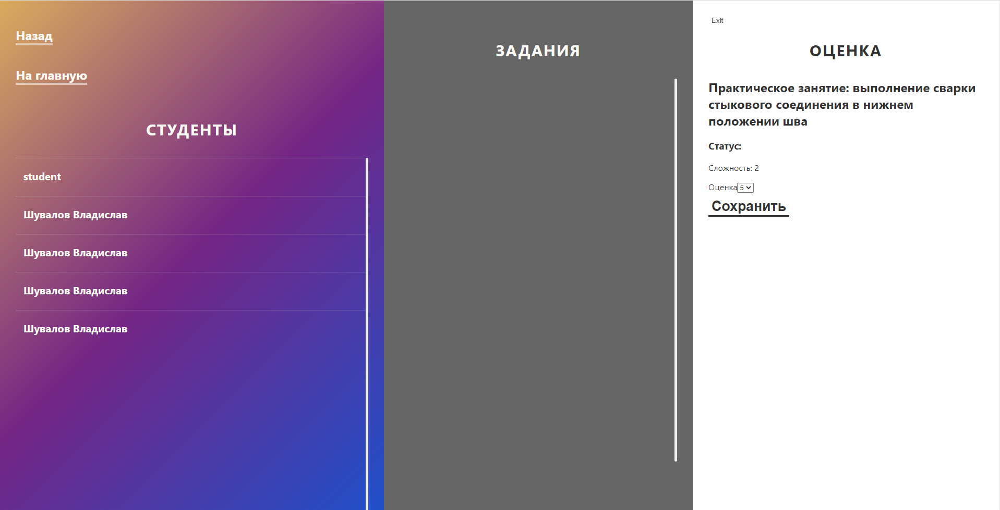 Назад
На главную
СТУДЕНТЫ
student
Шувалов Владислав
Шувалов Владислав
Шувалов Владислав
Шувалов Владислав
ЗАДАНИЯ
Exit
ОЦЕНКА
Практическое занятие: выполнение сварки
стыкового соединения в нижнем
положении шва
Статус:
Сложность: 2
Оценка 5
Сохранить